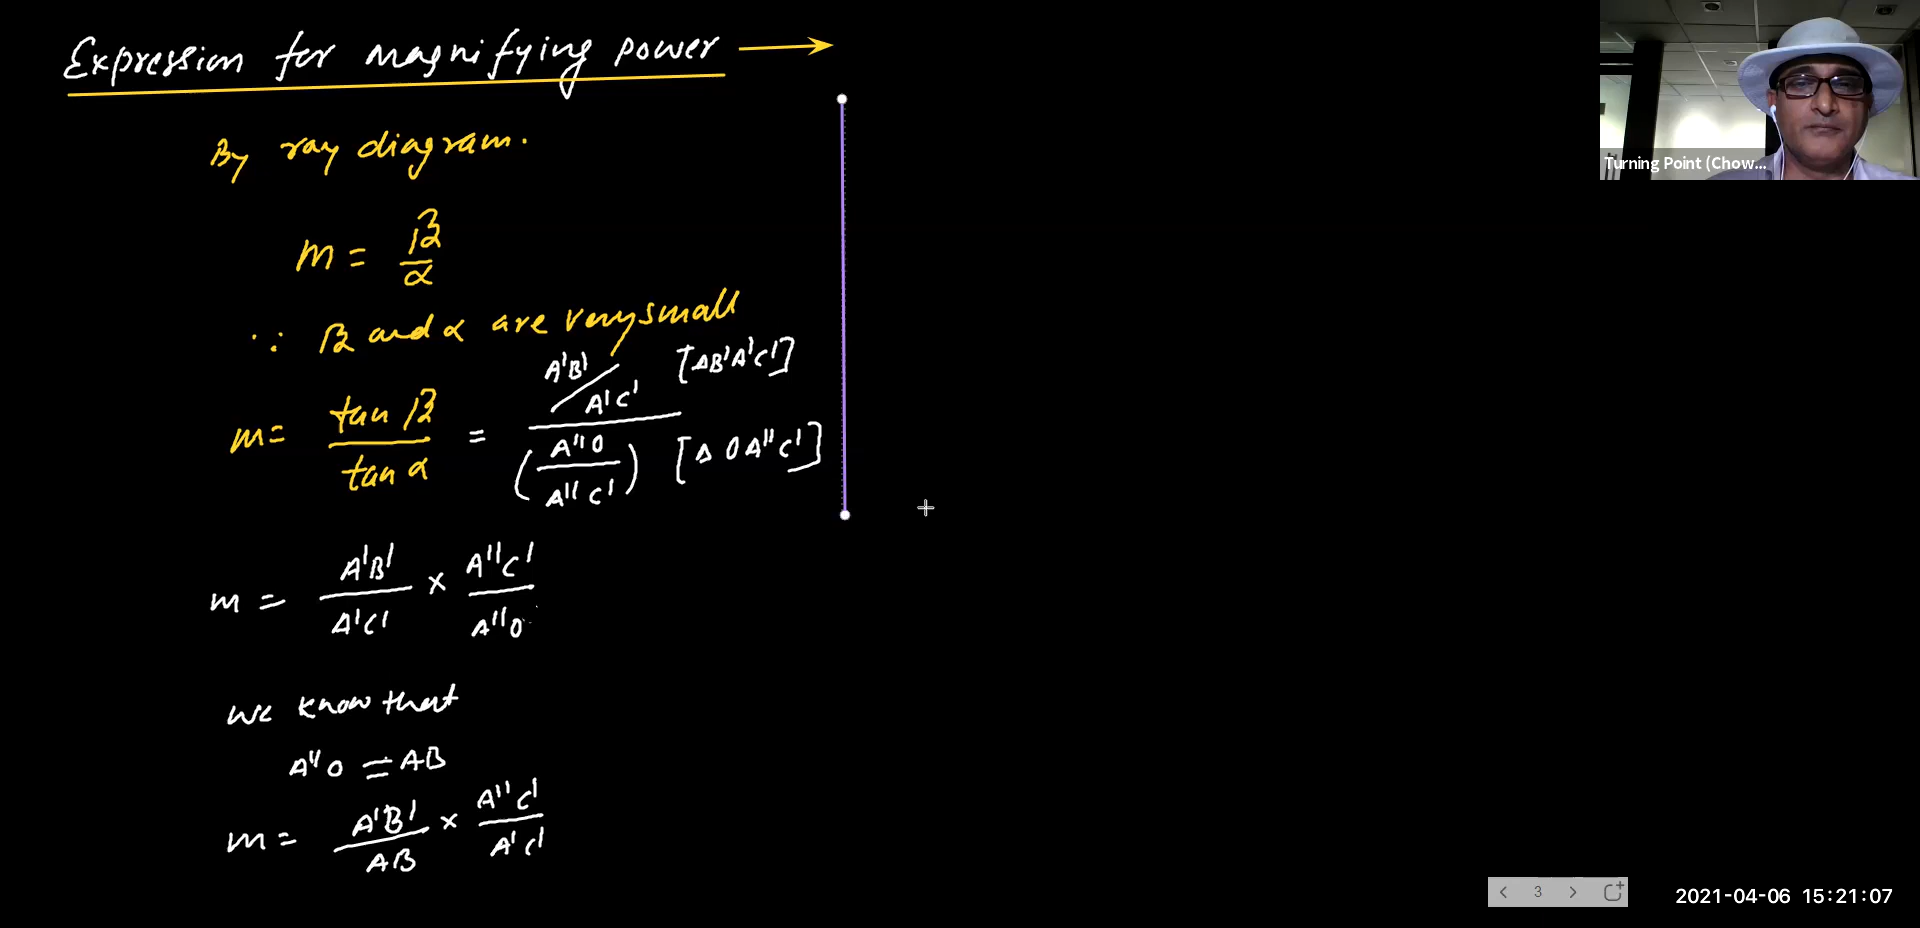 Expression for magnifying power →
By ray diagram.
m = β/α
∵ β and α are very small
m = tan β / tan α = (A'B' / A'C') / (A''O / A''C') [ΔB'A'C'] [Δ OA''C']
m = A'B' / A'C' × A''C' / A''O
We know that
A''O = AB
m = A'B' / AB × A''C' / A'C'
Turning Point (Chow...
3
2021-04-06 15:21:07